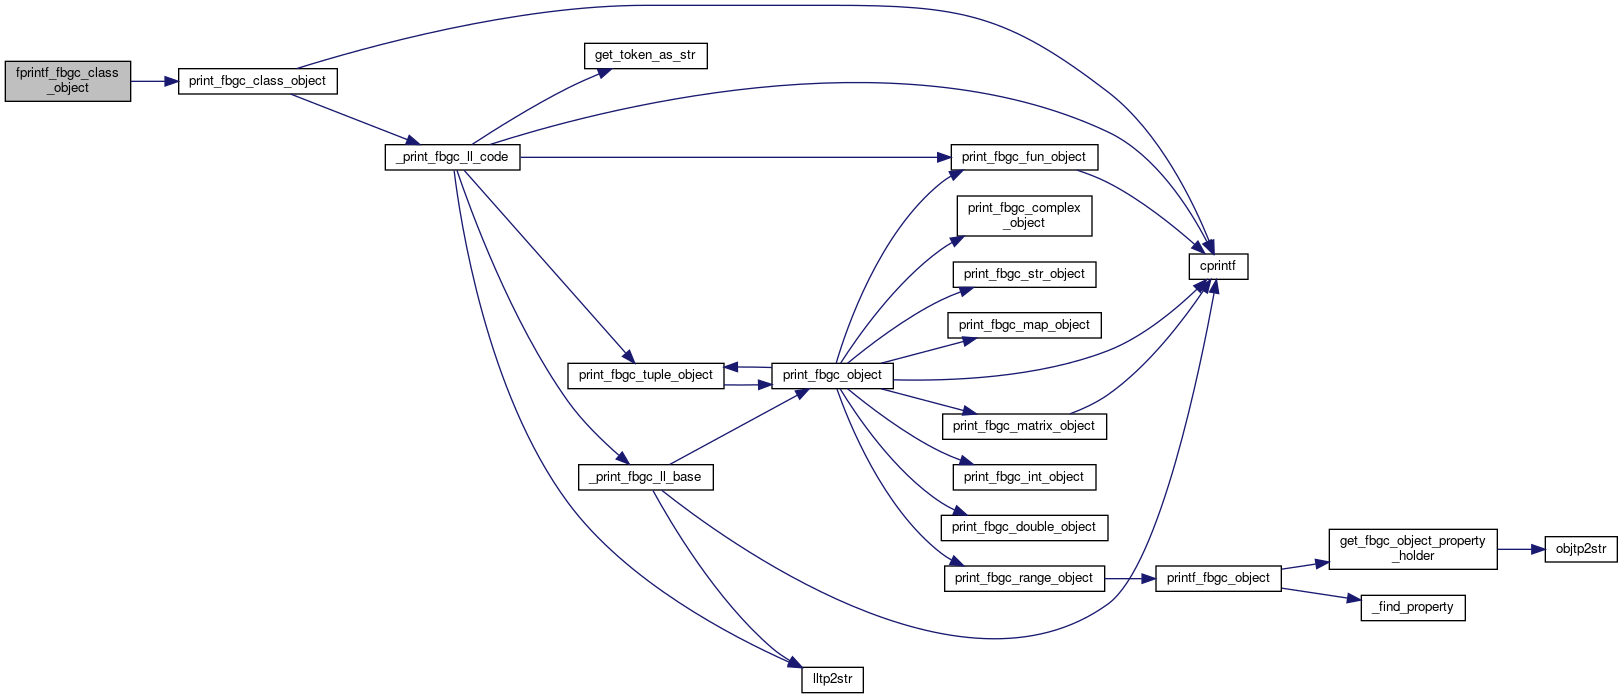 fprintf_fbgc_class
_object
print_fbgc_class_object
_print_fbgc_ll_code
get_token_as_str
print_fbgc_fun_object
print_fbgc_complex
_object
print_fbgc_str_object
print_fbgc_map_object
cprintf
print_fbgc_tuple_object
print_fbgc_object
print_fbgc_matrix_object
_print_fbgc_ll_base
print_fbgc_int_object
print_fbgc_double_object
print_fbgc_range_object
printf_fbgc_object
get_fbgc_object_property
_holder
objtp2str
_find_property
lltp2str